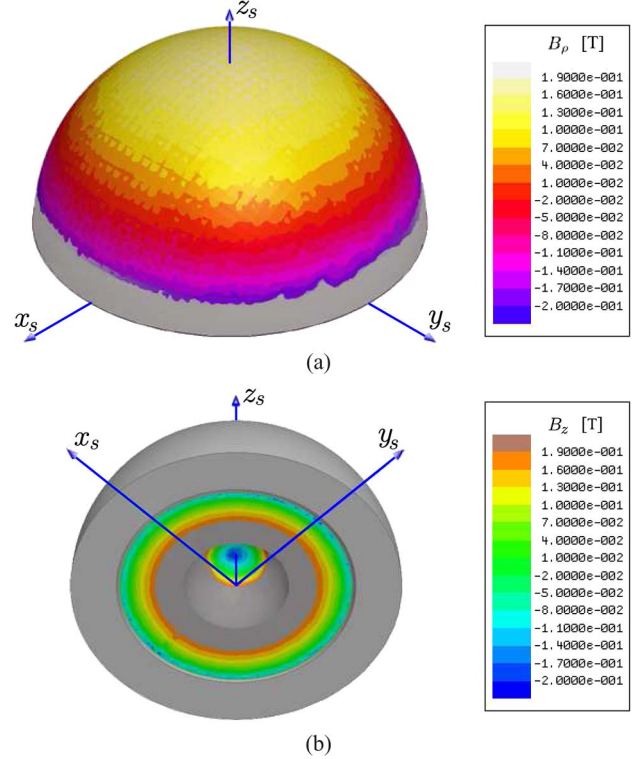 z_s
x_s
y_s
B_ρ [T]
1.9000e-001
1.6000e-001
1.3000e-001
1.0000e-001
7.0000e-002
4.0000e-002
1.0000e-002
-2.0000e-002
-5.0000e-002
-8.0000e-002
-1.1000e-001
-1.4000e-001
-1.7000e-001
-2.0000e-001
(a)
z_s
x_s
y_s
B_z [T]
1.9000e-001
1.6000e-001
1.3000e-001
1.0000e-001
7.0000e-002
4.0000e-002
1.0000e-002
-2.0000e-002
-5.0000e-002
-8.0000e-002
-1.1000e-001
-1.4000e-001
-1.7000e-001
-2.0000e-001
(b)